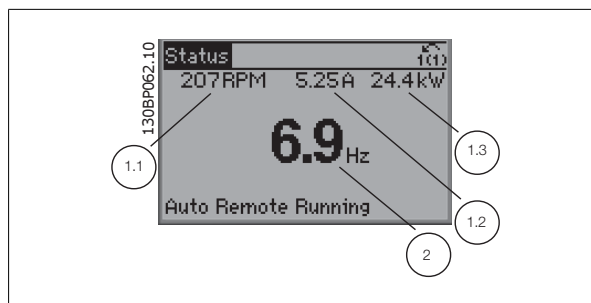 130BP062.10
Status
1(1)
207RPM 5.25A 24.4kW
6.9Hz
Auto Remote Running
1.1
1.3
1.2
2